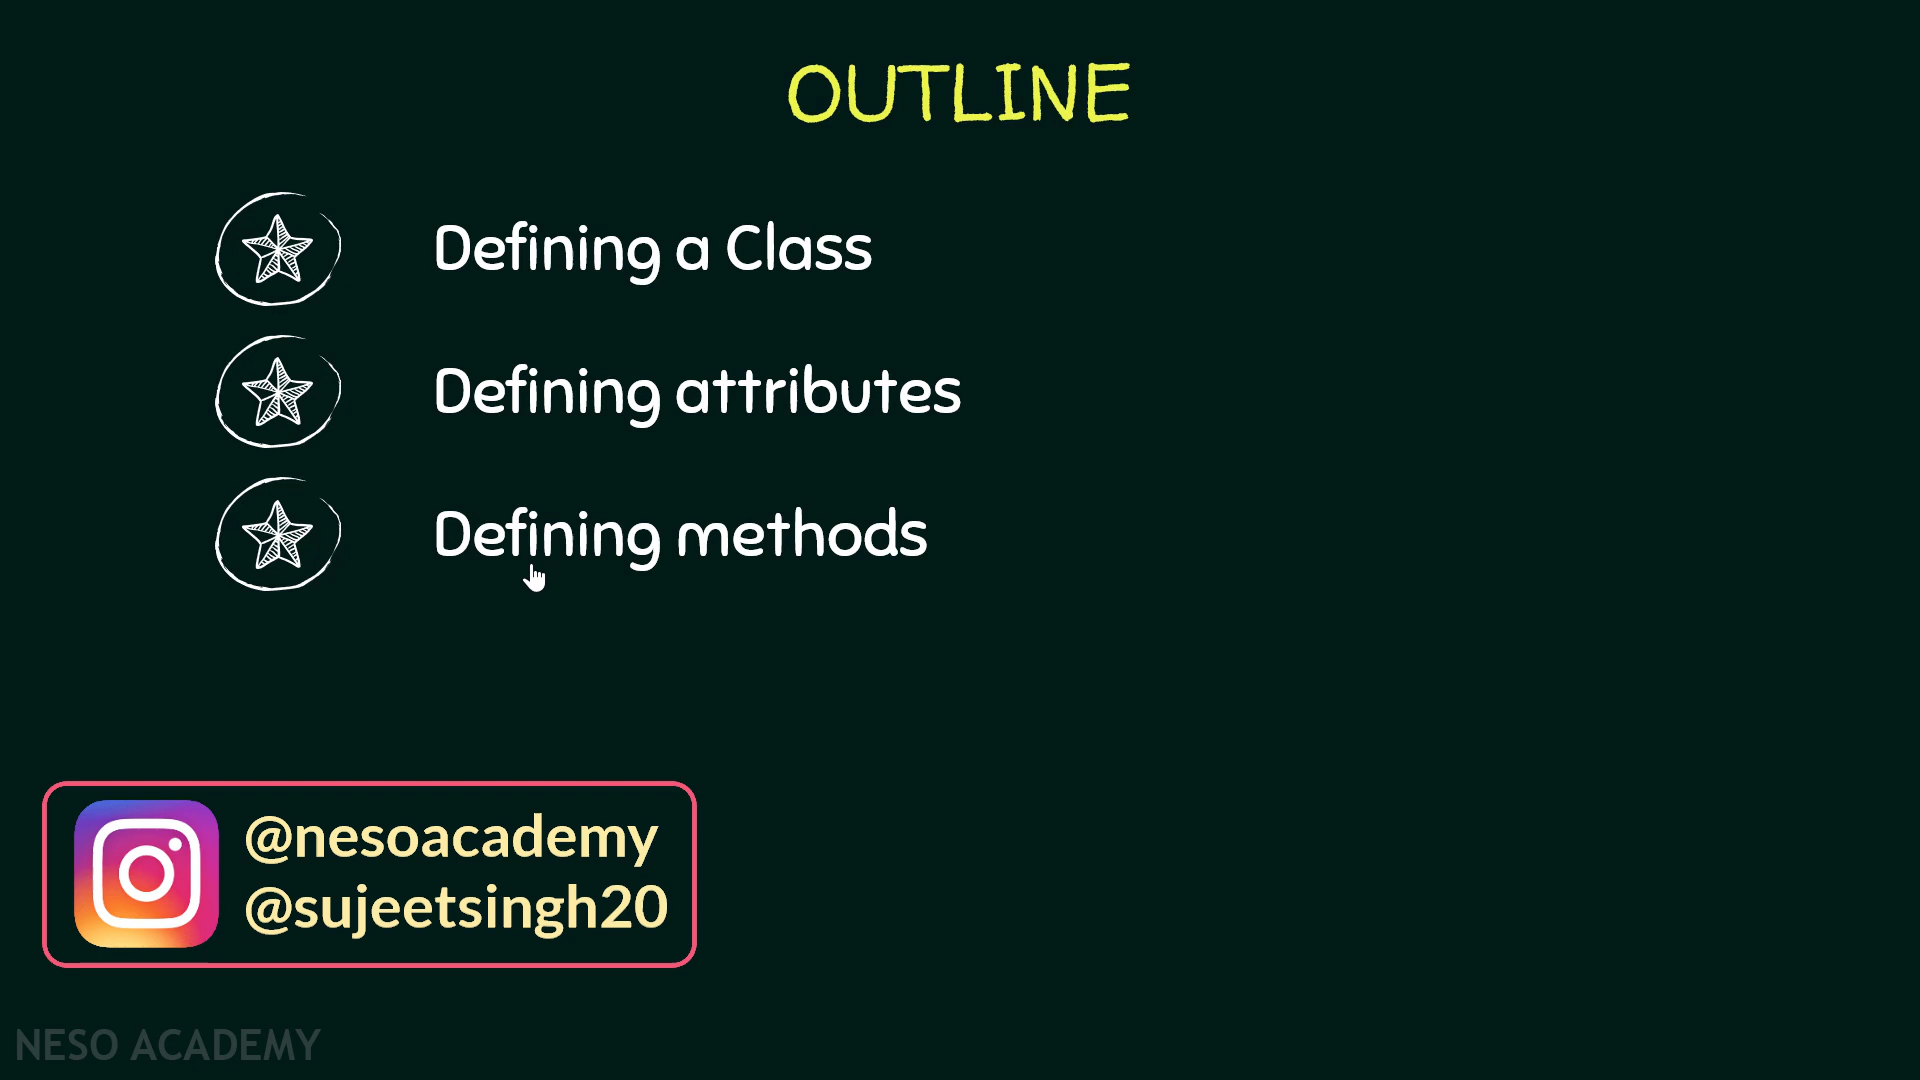 OUTLINE
Defining a Class
Defining attributes
Defining methods
@nesoacademy
@sujeetsingh20
NESO ACADEMY